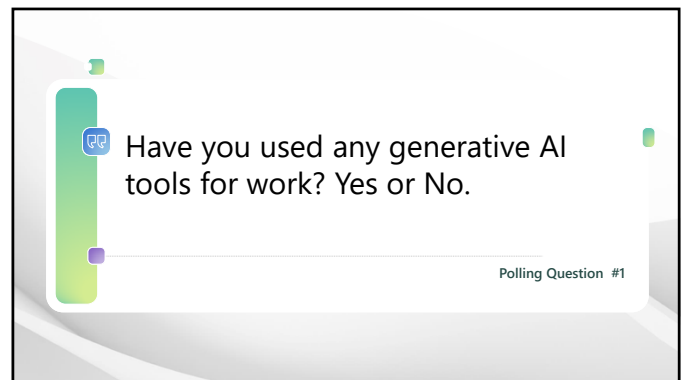 Have you used any generative AI
tools for work? Yes or No.
Polling Question #1